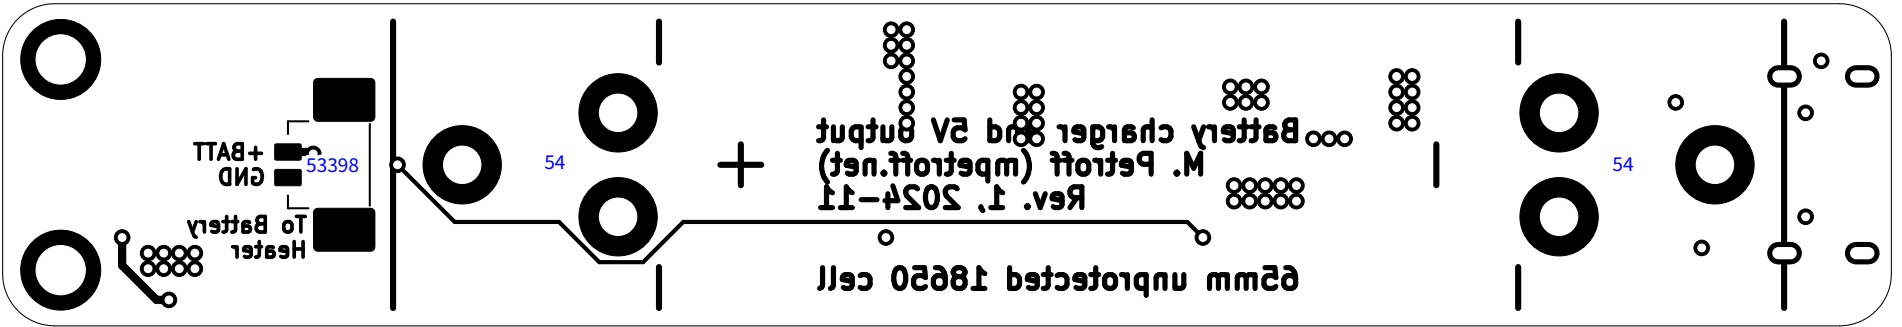 +BATT
GND
53398
To Battery
Heater
54
+
Battery charger and 5V output
M. Petroff (mpetroff.net)
Rev. 1, 2024-11
65mm unprotected 18650 cell
54